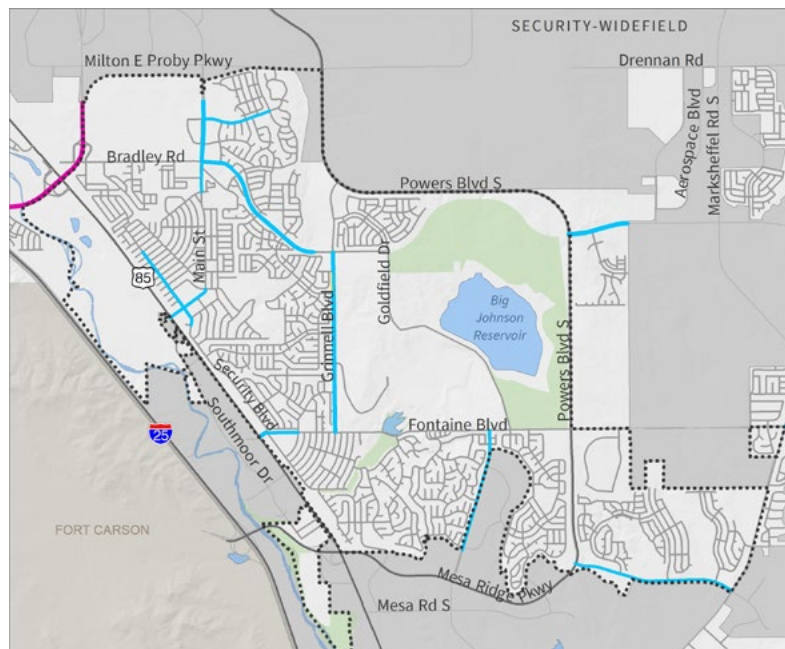 SECURITY-WIDEFIELD
Milton E Proby Pkwy
Drennan Rd
Aerospace Blvd
Marksheffel Rd S
Bradley Rd
Powers Blvd S
Main St
Goldfield Dr
85
Grinnell Blvd
Big
Johnson
Reservoir
Powers Blvd S
Security Blvd
Southmoor Dr
Fontaine Blvd
25
FORT CARSON
Mesa Ridge Pkwy
Mesa Rd S